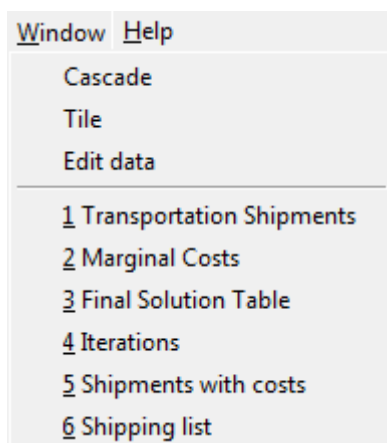 Window Help
Cascade
Tile
Edit data
1 Transportation Shipments
2 Marginal Costs
3 Final Solution Table
4 Iterations
5 Shipments with costs
6 Shipping list